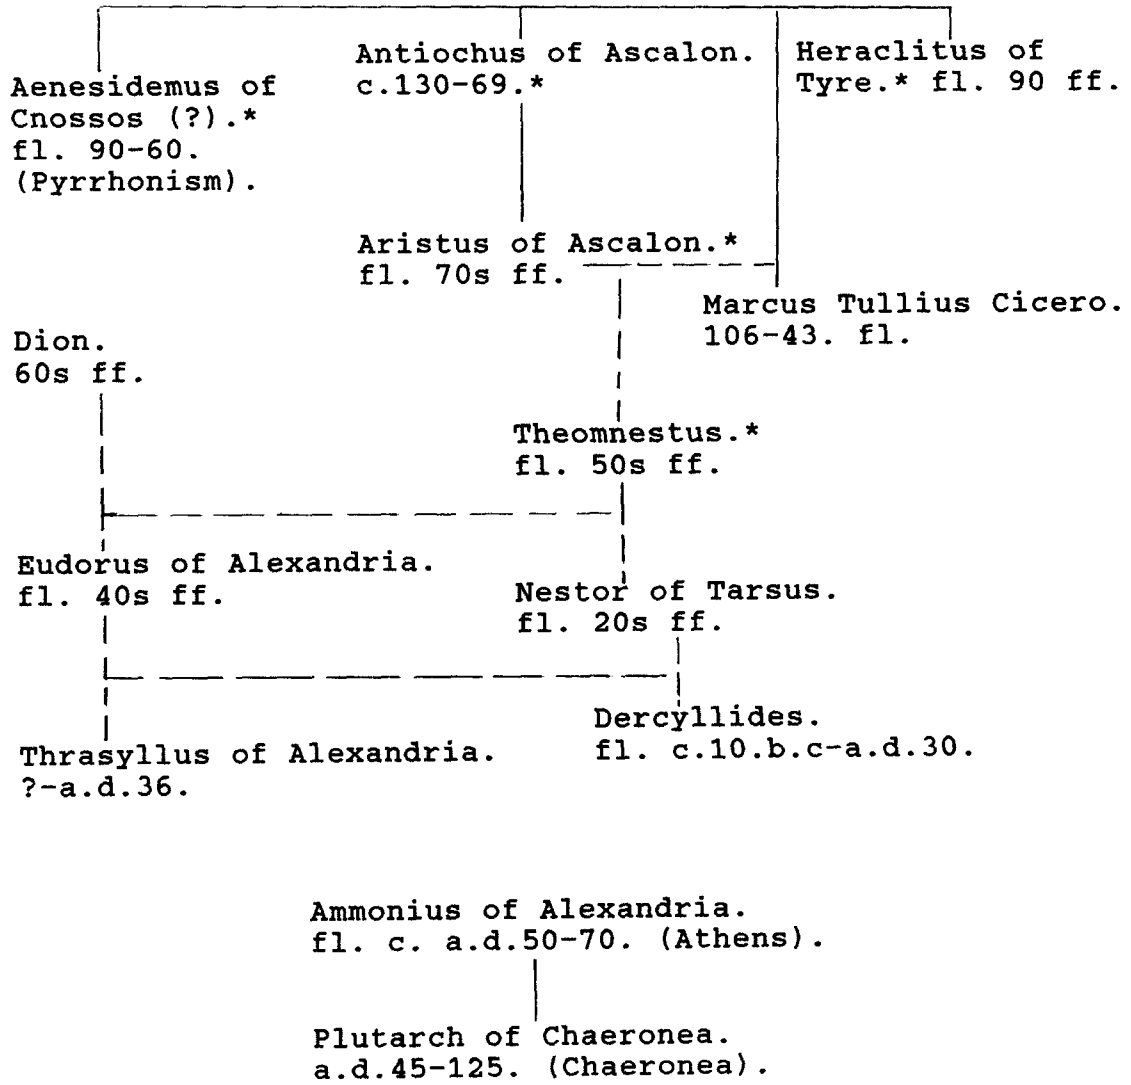 Antiochus of Ascalon.
c.130-69.*
Heraclitus of
Tyre.* fl. 90 ff.
Aenesidemus of
Cnossos (?).*
fl. 90-60.
(Pyrrhonism).
Aristus of Ascalon.*
fl. 70s ff.
Marcus Tullius Cicero.
106-43. fl.
Dion.
60s ff.
Theomnestus.*
fl. 50s ff.
Eudorus of Alexandria.
fl. 40s ff.
Nestor of Tarsus.
fl. 20s ff.
Dercyllides.
fl. c.10.b.c-a.d.30.
Thrasyllus of Alexandria.
?-a.d.36.
Ammonius of Alexandria.
fl. c. a.d.50-70. (Athens).
Plutarch of Chaeronea.
a.d.45-125. (Chaeronea).